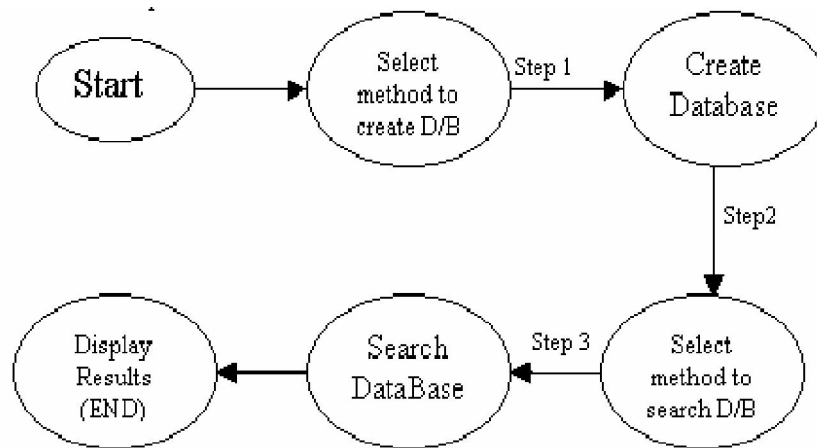 Start
Select
method to
create D/B
Step 1
Create
Database
Step2
Select
method to
search D/B
Step 3
Search
DataBase
Display
Results
(END)